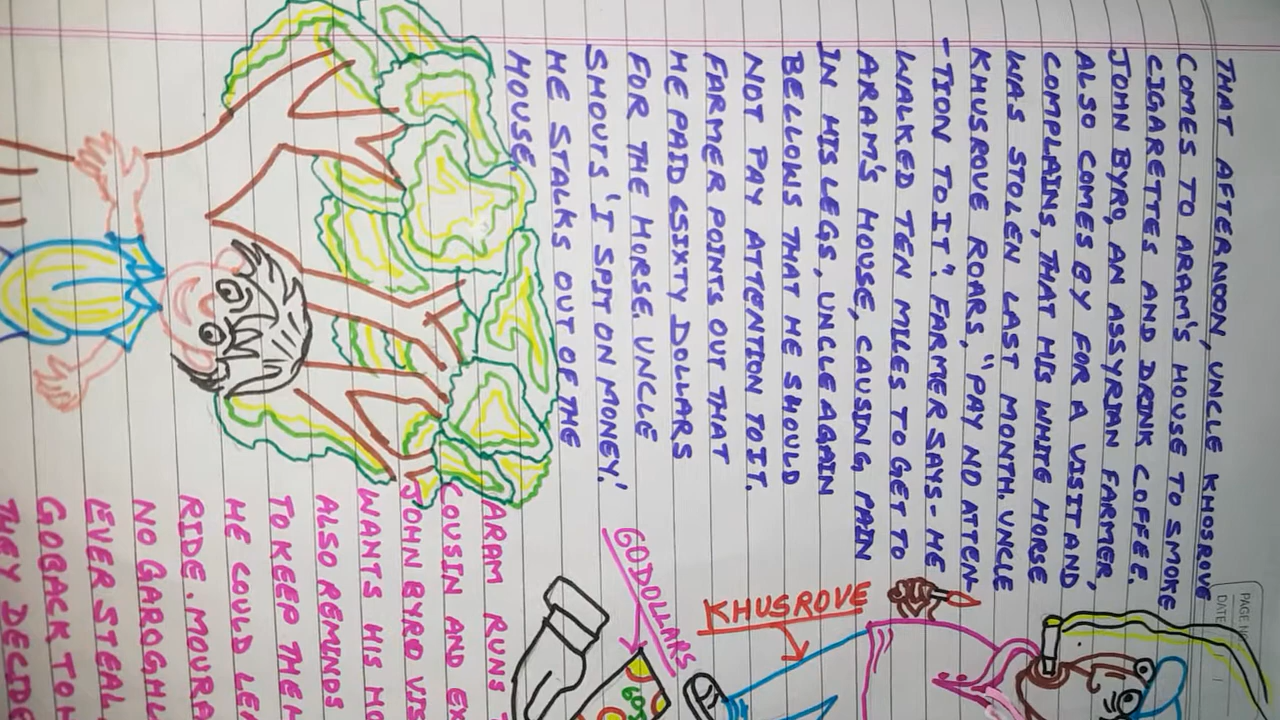 PAGE N
DATE
THAT AFTERNOON, UNCLE KHOSROVE
COMES TO ARAM'S HOUSE TO SMOKE
CIGARETTES AND DRINK COFFEE.
JOHN BYRO, AN ASSYRIAN FARMER,
ALSO COMES BY FOR A VISIT AND,
COMPLAINS, THAT HIS WHITE HORSE
WAS STOLEN LAST MONTH. UNCLE
KHUSROVE ROARS, "PAY NO ATTEN-
-TION TO IT". FARMER SAYS - HE
WALKED TEN MILES TO GET TO
ARAM'S HOUSE, CAUSING PAIN
IN HIS LEGS, UNCLE AGAIN
BELLOWS THAT HE SHOULD
NOT PAY ATTENTION TO IT.
FARMER POINTS OUT THAT
HE PAID SIXTY DOLLARS
FOR THE HORSE. UNCLE
SHOUTS 'I SPIT ON MONEY.'
HE STALKS OUT OF THE
HOUSE
KHUSROVE
60 DOLLARS
ARAM RUNS T
COUSIN AND EX
JOHN BYRO VIS
WANTS HIS HO
ALSO REMINDS
TO KEEP THE H
HE COULD LEA
RIDE. MOURA
NO GAROGHL
EVER STEAL.
GO BACK TO H
THEY DECIDE